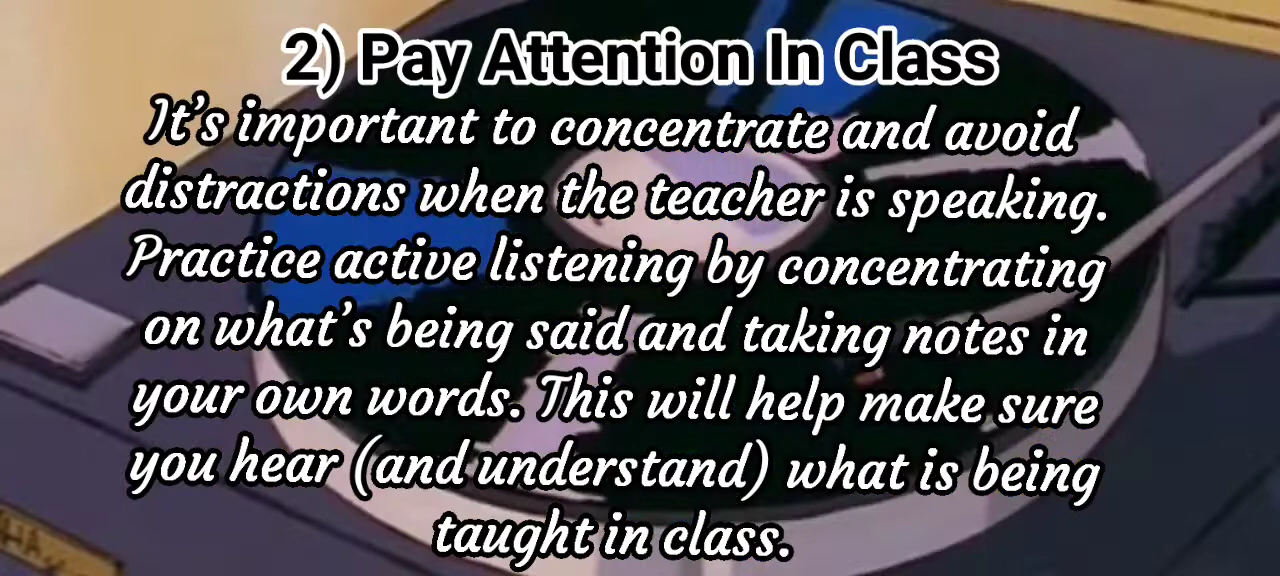 2) Pay Attention In Class
It's important to concentrate and avoid
distractions when the teacher is speaking.
Practice active listening by concentrating
on what's being said and taking notes in
your own words. This will help make sure
you hear (and understand) what is being
taught in class.